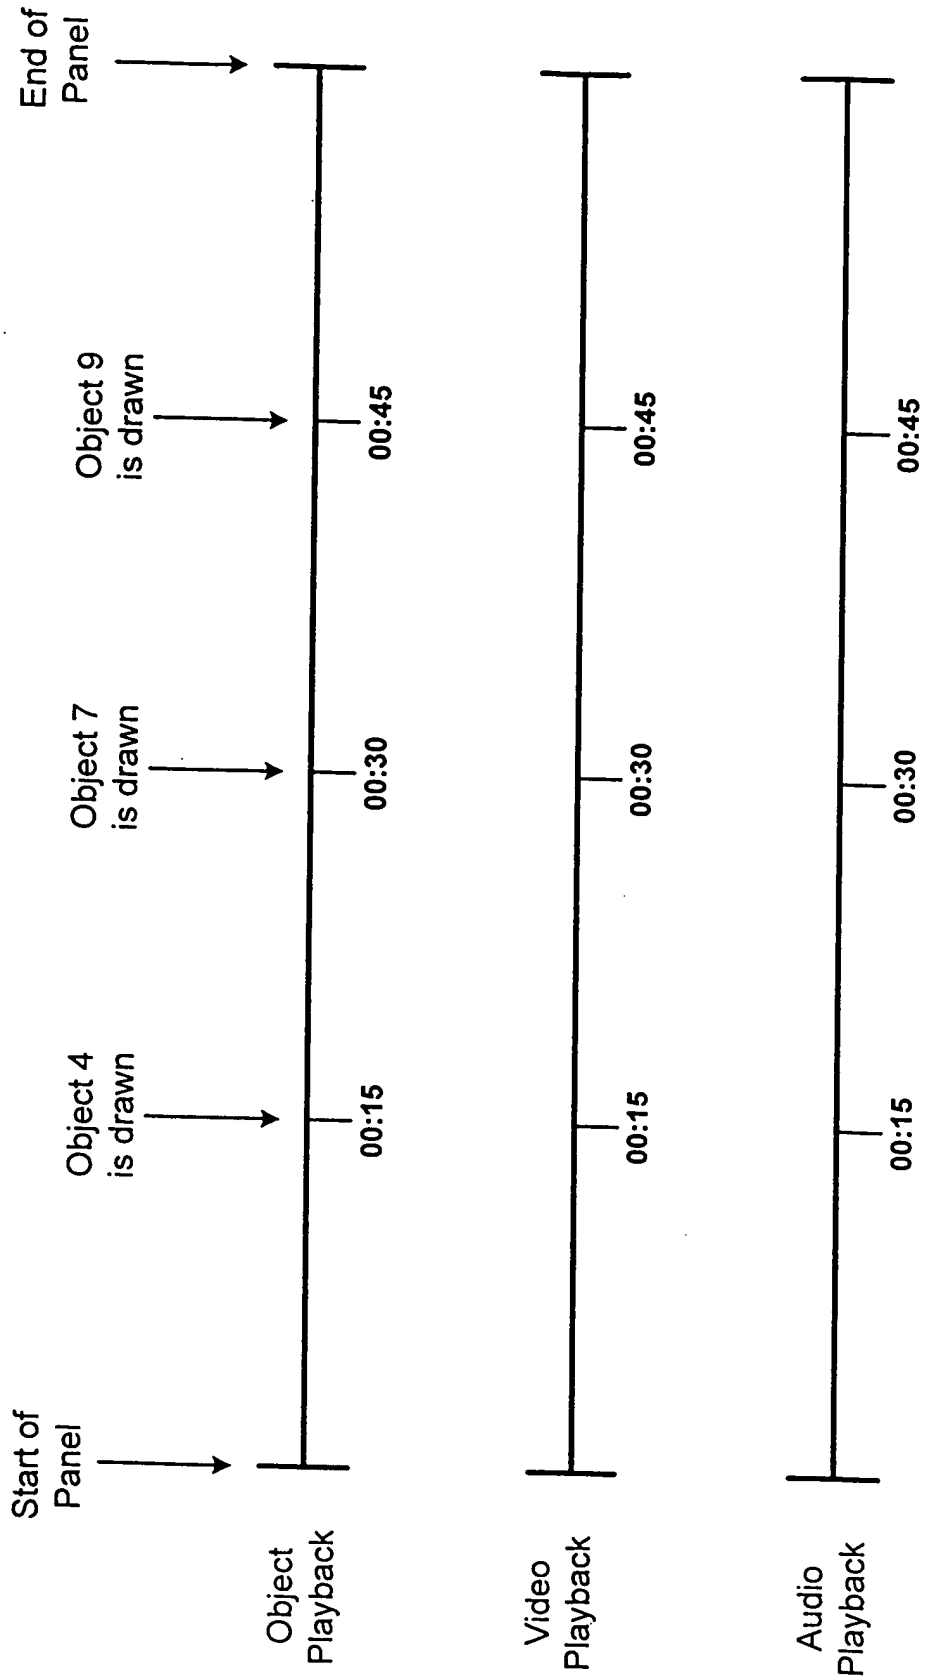 Start of
Panel
Object 4
is drawn
Object 7
is drawn
Object 9
is drawn
End of
Panel
Object
Playback
00:15
00:30
00:45
Video
Playback
00:15
00:30
00:45
Audio
Playback
00:15
00:30
00:45